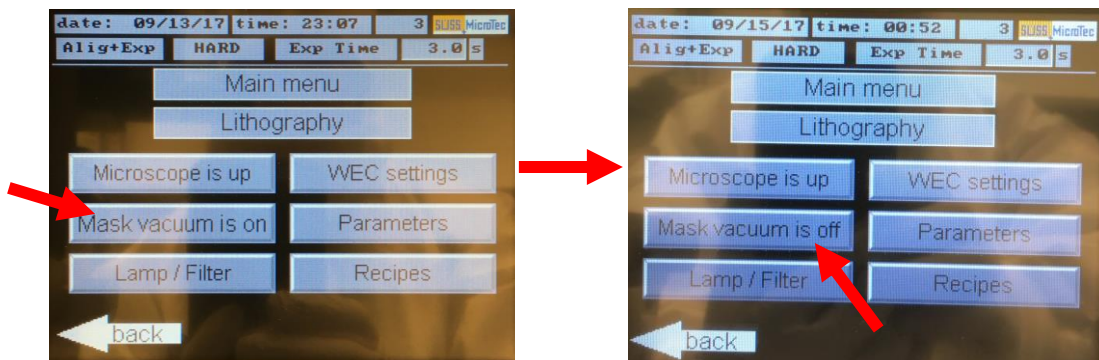 date: 09/13/17 time: 23:07 3 SUSS MicroTec
Alig+Exp HARD Exp Time 3.0 s
Main menu
Lithography
Microscope is up WEC settings
Mask vacuum is on Parameters
Lamp / Filter Recipes
back
date: 09/15/17 time: 00:52 3 SUSS MicroTec
Alig+Exp HARD Exp Time 3.0 s
Main menu
Lithography
Microscope is up WEC settings
Mask vacuum is off Parameters
Lamp / Filter Recipes
back